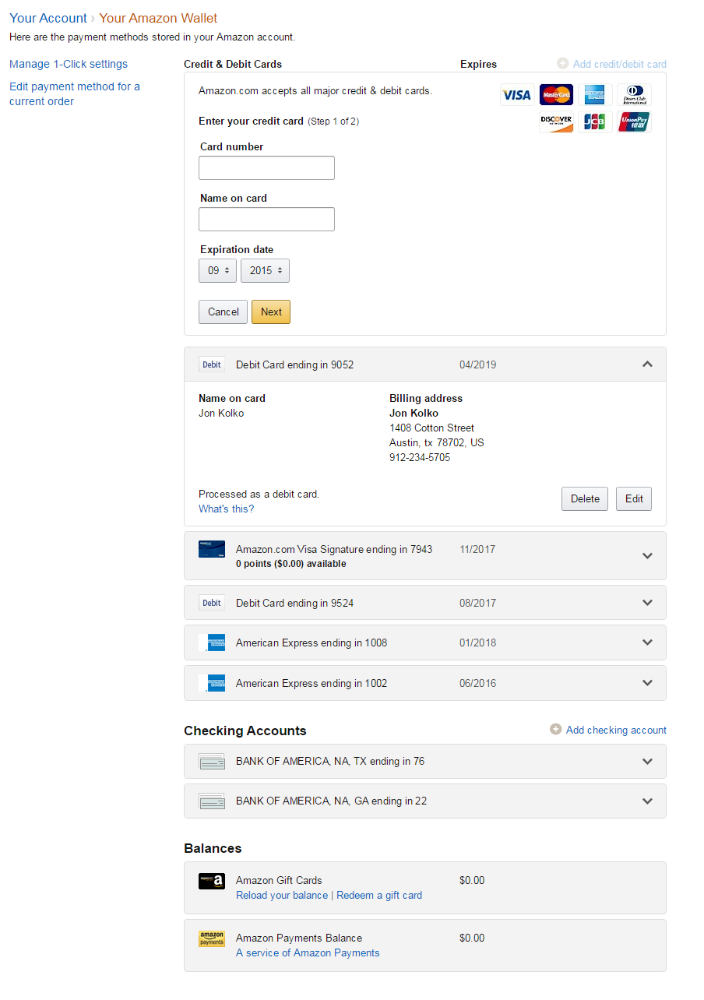 Your Account › Your Amazon Wallet
Here are the payment methods stored in your Amazon account.
Manage 1-Click settings
Edit payment method for a
current order
Credit & Debit Cards Expires Add credit/debit card
Amazon.com accepts all major credit & debit cards.
VISA MasterCard AMERICAN EXPRESS Diners Club International
Enter your credit card (Step 1 of 2)
DISCOVER NETWORK JCB UnionPay 银联
Card number
Name on card
Expiration date
09 2015
Cancel Next
Debit Debit Card ending in 9052 04/2019
Name on card Billing address
Jon Kolko Jon Kolko
1408 Cotton Street
Austin, tx 78702, US
912-234-5705
Processed as a debit card.
What's this?
Delete Edit
Amazon.com Visa Signature ending in 7943 11/2017
0 points ($0.00) available
Debit Debit Card ending in 9524 08/2017
American Express ending in 1008 01/2018
American Express ending in 1002 06/2016
Checking Accounts Add checking account
BANK OF AMERICA, NA, TX ending in 76
BANK OF AMERICA, NA, GA ending in 22
Balances
a
Amazon Gift Cards $0.00
Reload your balance | Redeem a gift card
amazon payments
Amazon Payments Balance $0.00
A service of Amazon Payments